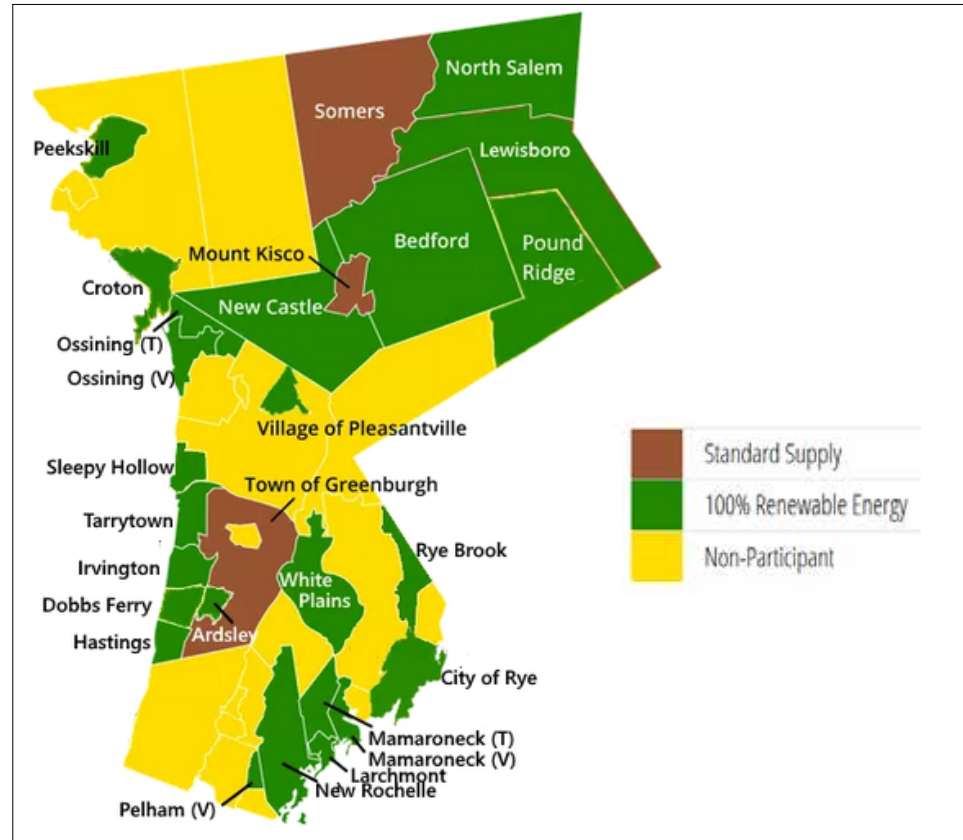 North Salem
Somers
Peekskill
Lewisboro
Bedford
Pound
Ridge
Mount Kisco
Croton
New Castle
Ossining (T)
Ossining (V)
Village of Pleasantville
Sleepy Hollow
Town of Greenburgh
Tarrytown
Rye Brook
Irvington
White
Plains
Dobbs Ferry
Ardsley
Hastings
City of Rye
Mamaroneck (T)
Mamaroneck (V)
Larchmont
New Rochelle
Pelham (V)
Standard Supply
100% Renewable Energy
Non-Participant